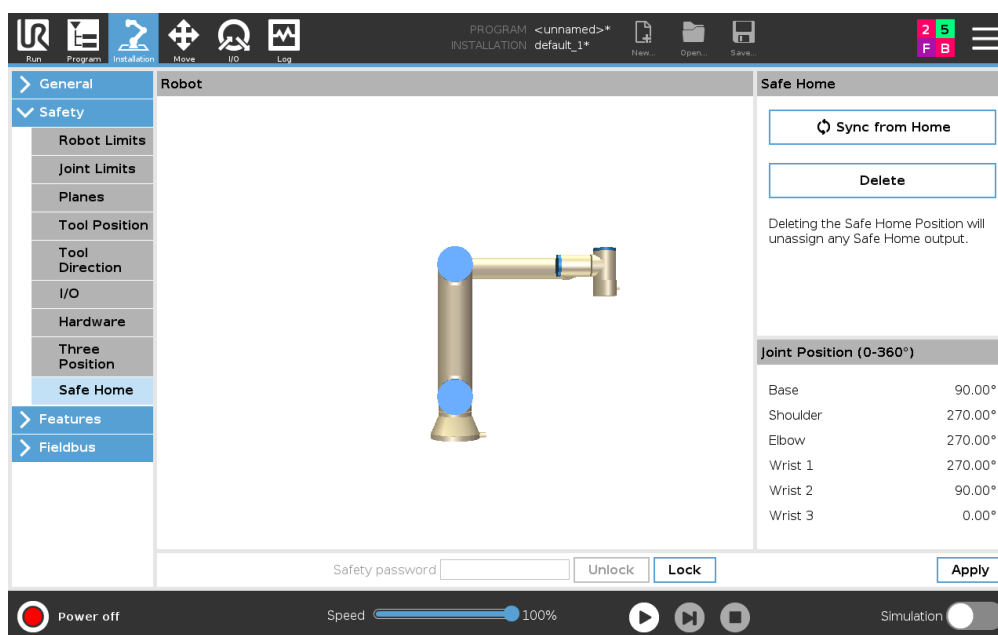 PROGRAM <unnamed>*
INSTALLATION default_1*
Run Program Installation Move I/O Log New... Open... Save...
2 5
F B
General
Safety
Robot Limits
Joint Limits
Planes
Tool Position
Tool
Direction
I/O
Hardware
Three
Position
Safe Home
Features
Fieldbus
Robot
Safe Home
Sync from Home
Delete
Deleting the Safe Home Position will
unassign any Safe Home output.
Joint Position (0-360°)
Base 90.00°
Shoulder 270.00°
Elbow 270.00°
Wrist 1 270.00°
Wrist 2 90.00°
Wrist 3 0.00°
Safety password Unlock Lock Apply
Power off Speed 100% Simulation